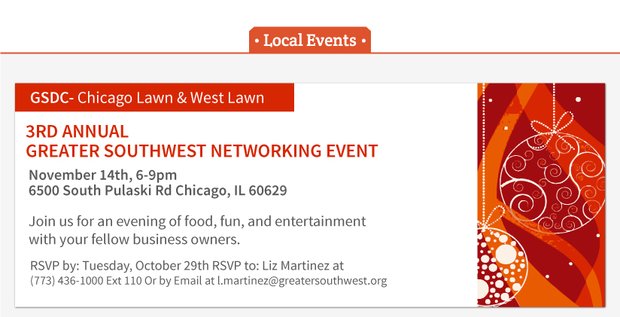 • Local Events •
GSDC- Chicago Lawn & West Lawn
3RD ANNUAL
GREATER SOUTHWEST NETWORKING EVENT
November 14th, 6-9pm
6500 South Pulaski Rd Chicago, IL 60629
Join us for an evening of food, fun, and entertainment
with your fellow business owners.
RSVP by: Tuesday, October 29th RSVP to: Liz Martinez at
(773) 436-1000 Ext 110 Or by Email at l.martinez@greatersouthwest.org